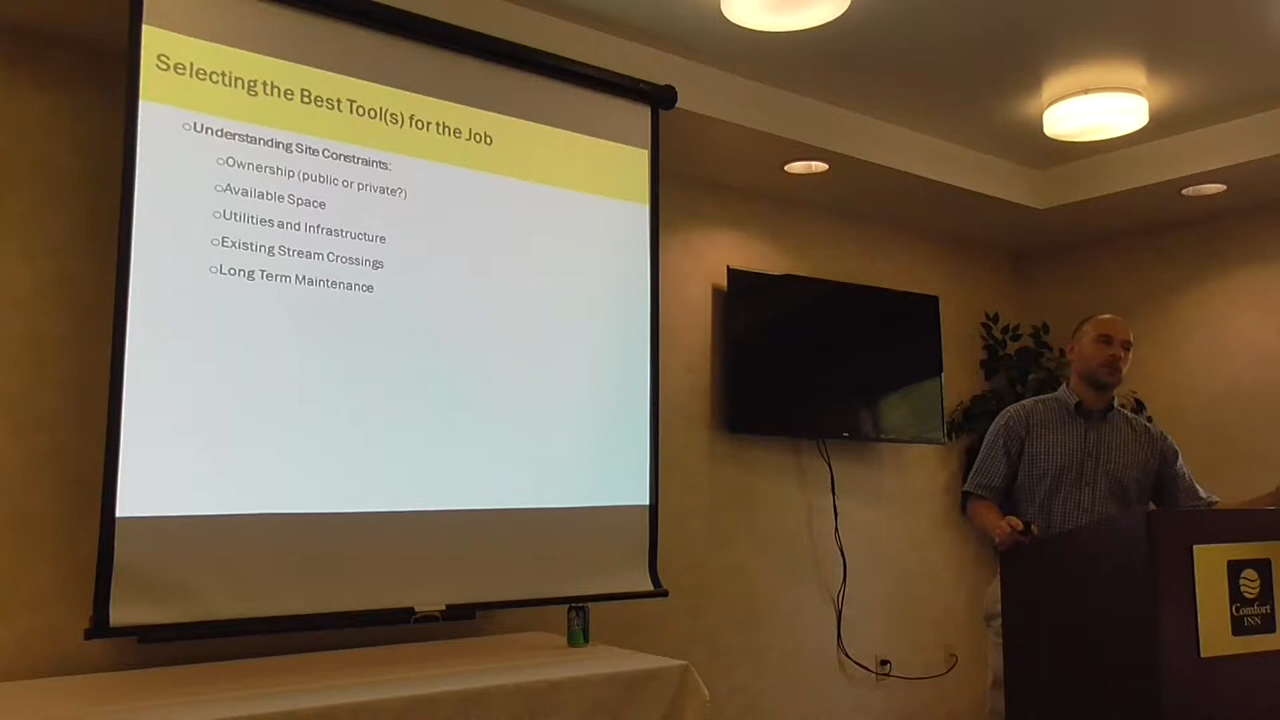 Selecting the Best Tool(s) for the Job
○Understanding Site Constraints:
○Ownership (public or private?)
○Available Space
○Utilities and Infrastructure
○Existing Stream Crossings
○Long Term Maintenance
Comfort
INN